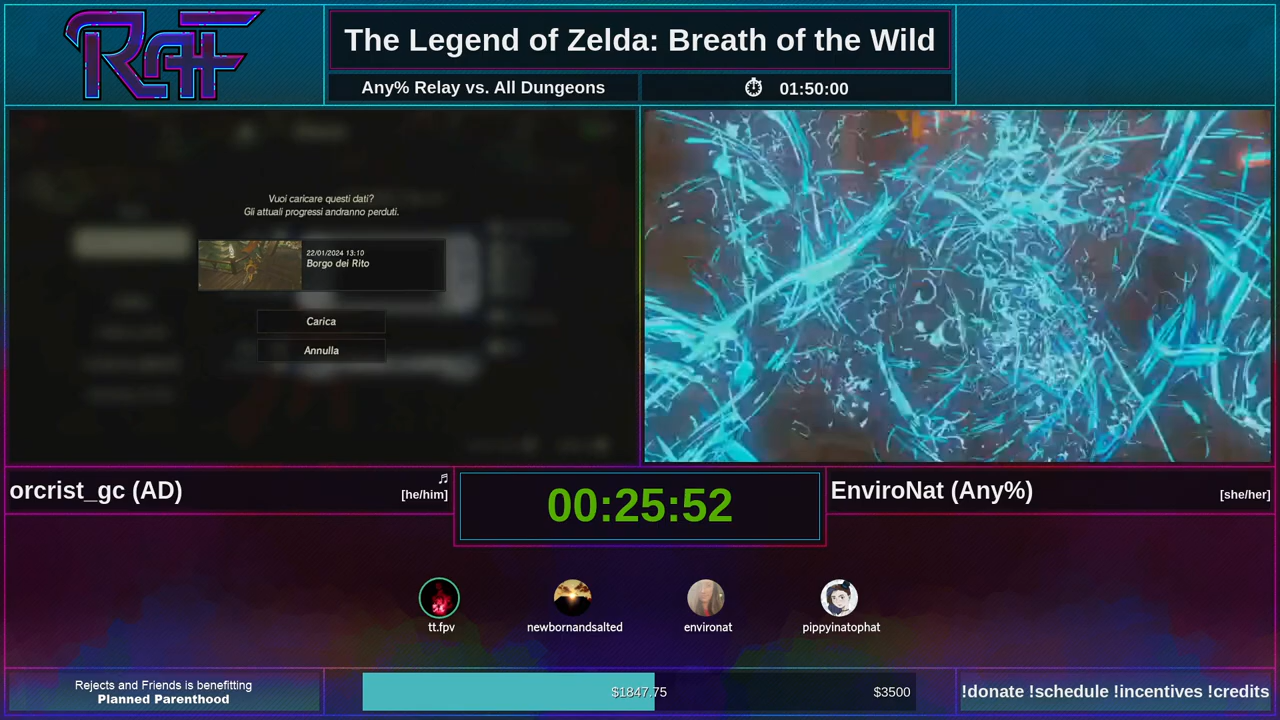 RAF
The Legend of Zelda: Breath of the Wild
Any% Relay vs. All Dungeons
01:50:00
Vuoi caricare questi dati?
Gli attuali progressi andranno perduti.
22/01/2024 13:10
Borgo dei Rito
Carica
Annulla
orcrist_gc (AD)
[he/him]
00:25:52
EnviroNat (Any%)
[she/her]
tt.fpv
newbornandsalted
environat
pippyinatophat
Rejects and Friends is benefitting
Planned Parenthood
$1847.75
$3500
!donate !schedule !incentives !credits